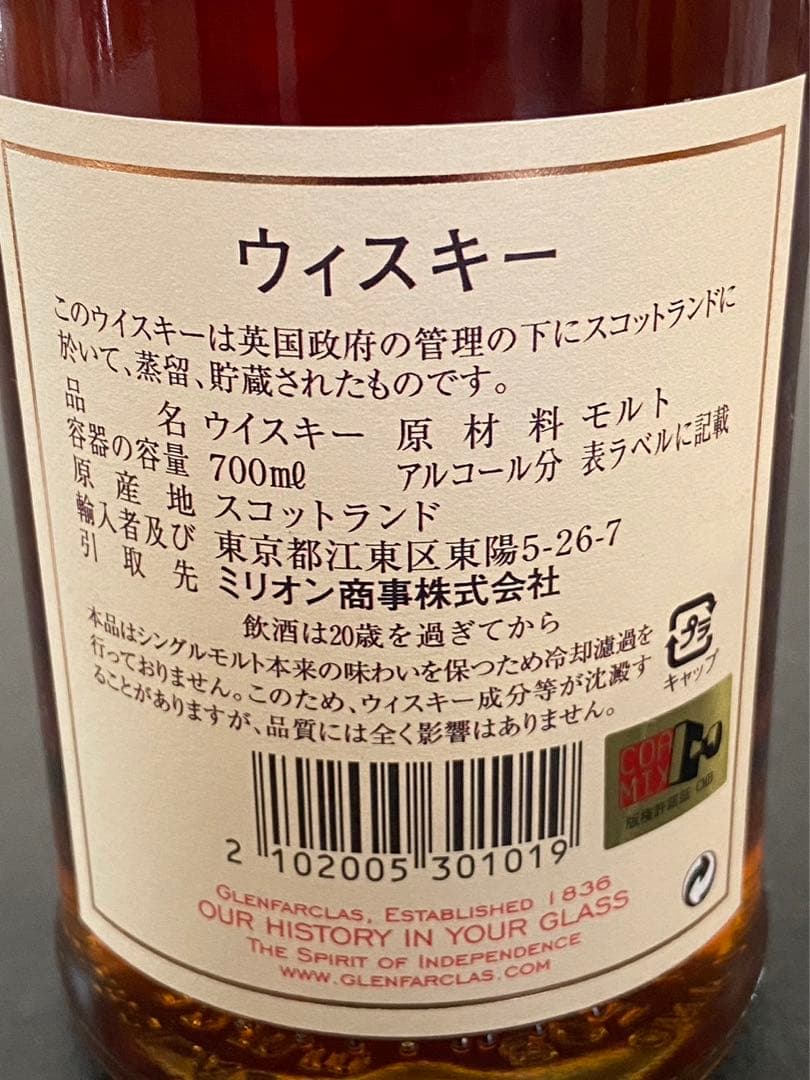 ウィスキー
このウイスキーは英国政府の管理の下にスコットランドに
於いて、蒸留、貯蔵されたものです。
品名 ウイスキー 原材料 モルト
容器の容量 700mℓ アルコール分 表ラベルに記載
原産地 スコットランド
輸入者及び 東京都江東区東陽5-26-7
引取先 ミリオン商事株式会社
飲酒は20歳を過ぎてから
本品はシングルモルト本来の味わいを保つため冷却濾過を
行っておりません。このため、ウィスキー成分等が沈澱す
ることがありますが、品質には全く影響はありません。
プラ
キャップ
版権許諾証
2 102005 301019
GLENFARCLAS, ESTABLISHED 1836
OUR HISTORY IN YOUR GLASS
THE SPIRIT OF INDEPENDENCE
WWW.GLENFARCLAS.COM